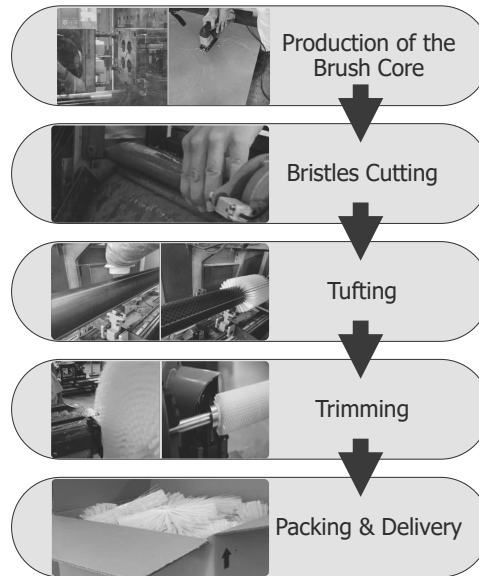 Production of the
Brush Core
Bristles Cutting
Tufting
Trimming
Packing & Delivery